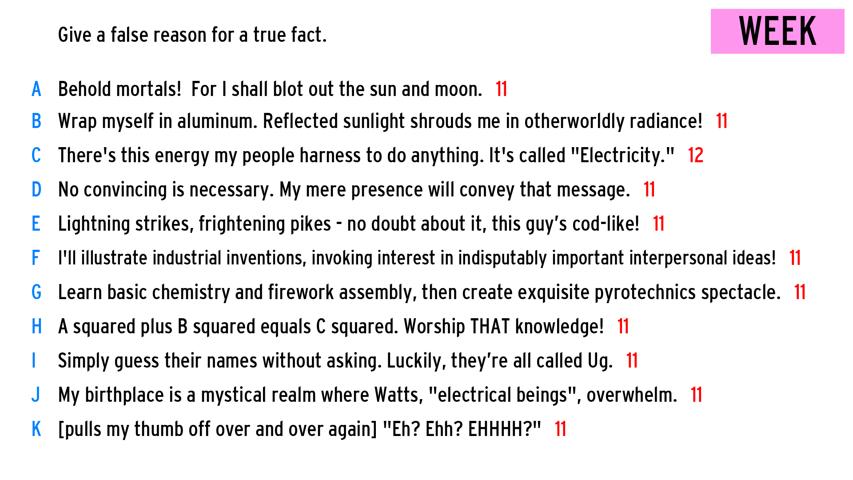 Give a false reason for a true fact.
WEEK
A Behold mortals! For I shall blot out the sun and moon. 11
B Wrap myself in aluminum. Reflected sunlight shrouds me in otherworldly radiance! 11
C There's this energy my people harness to do anything. It's called "Electricity." 12
D No convincing is necessary. My mere presence will convey that message. 11
E Lightning strikes, frightening pikes - no doubt about it, this guy's cod-like! 11
F I'll illustrate industrial inventions, invoking interest in indisputably important interpersonal ideas! 11
G Learn basic chemistry and firework assembly, then create exquisite pyrotechnics spectacle. 11
H A squared plus B squared equals C squared. Worship THAT knowledge! 11
I Simply guess their names without asking. Luckily, they're all called Ug. 11
J My birthplace is a mystical realm where Watts, "electrical beings", overwhelm. 11
K [pulls my thumb off over and over again] "Eh? Ehh? EHHHH?" 11